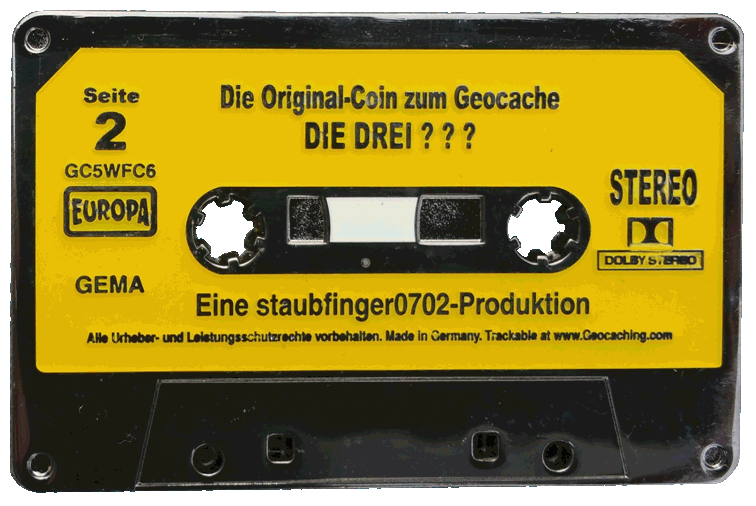 Seite
2
GC5WFC6
EUROPA
GEMA
Die Original-Coin zum Geocache
DIE DREI ? ? ?
STEREO
DOLBY STEREO
Eine staubfinger0702-Produktion
Alle Urheber- und Leistungsschutzrechte vorbehalten. Made in Germany. Trackable at www.Geocaching.com